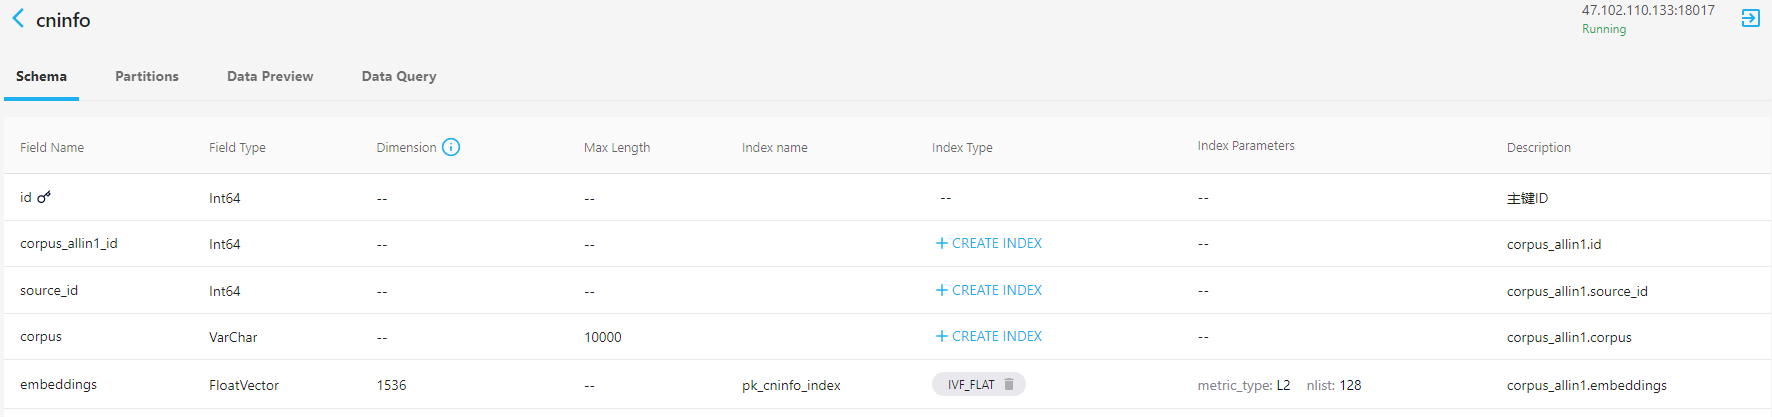 cninfo
47.102.110.133:18017
Running
Schema Partitions Data Preview Data Query
Field Name Field Type Dimension Max Length Index name Index Type Index Parameters Description
id Int64 -- -- -- -- 主键ID
corpus_allin1_id Int64 -- -- + CREATE INDEX -- corpus_allin1.id
source_id Int64 -- -- + CREATE INDEX -- corpus_allin1.source_id
corpus VarChar -- 10000 + CREATE INDEX -- corpus_allin1.corpus
embeddings FloatVector 1536 -- pk_cninfo_index IVF_FLAT metric_type: L2 nlist: 128 corpus_allin1.embeddings